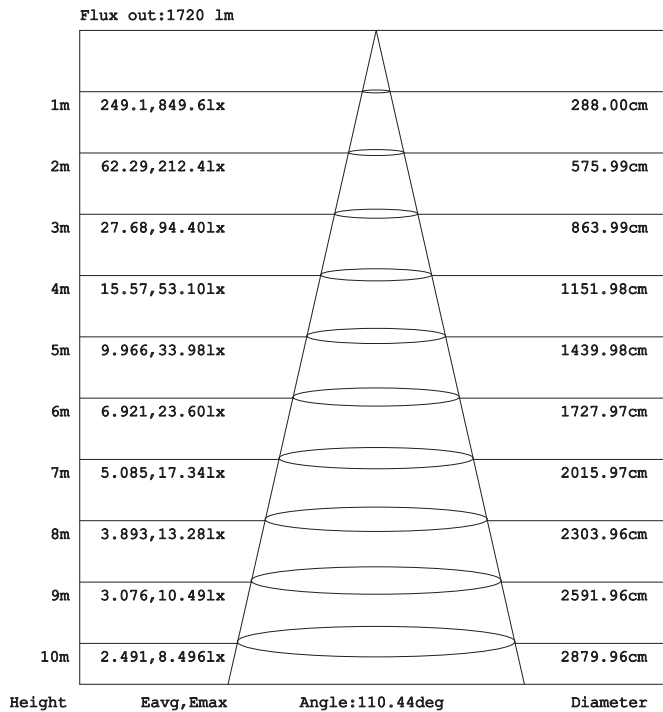 Flux out:1720 lm
1m 249.1,849.6lx 288.00cm
2m 62.29,212.4lx 575.99cm
3m 27.68,94.40lx 863.99cm
4m 15.57,53.10lx 1151.98cm
5m 9.966,33.98lx 1439.98cm
6m 6.921,23.60lx 1727.97cm
7m 5.085,17.34lx 2015.97cm
8m 3.893,13.28lx 2303.96cm
9m 3.076,10.49lx 2591.96cm
10m 2.491,8.496lx 2879.96cm
Height Eavg,Emax Angle:110.44deg Diameter